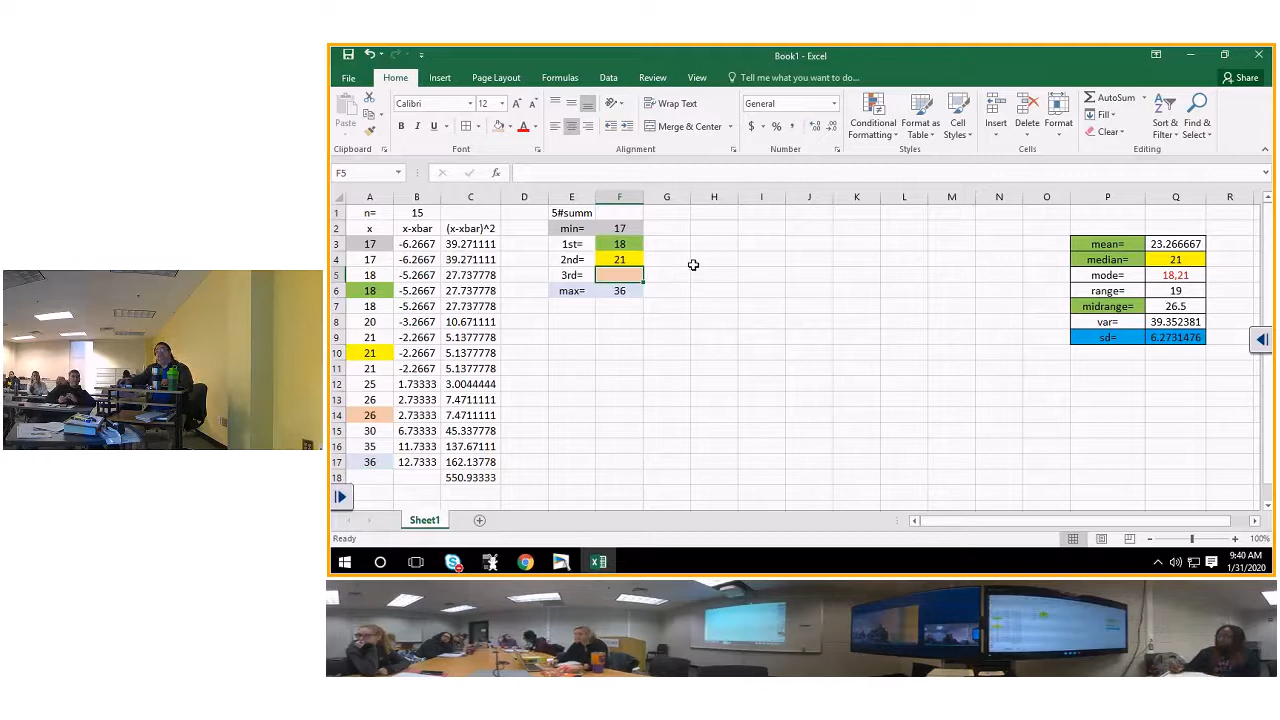 Book1 - Excel
File Home Insert Page Layout Formulas Data Review View Tell me what you want to do... Share
Paste
Calibri 12
Wrap Text
General
B I U
Merge & Center
$ % ,
Conditional Formatting
Format as Table
Cell Styles
Insert
Delete
Format
AutoSum
Fill
Clear
Sort & Filter
Find & Select
Clipboard Font Alignment Number Styles Cells Editing
F5 fx
A B C D E F G H I J K L M N O P Q R
1 n= 15 5#summ
2 x x-xbar (x-xbar)^2 min= 17
3 17 -6.2667 39.271111 1st= 18 mean= 23.266667
4 17 -6.2667 39.271111 2nd= 21 median= 21
5 18 -5.2667 27.737778 3rd= mode= 18,21
6 18 -5.2667 27.737778 max= 36 range= 19
7 18 -5.2667 27.737778 midrange= 26.5
8 20 -3.2667 10.671111 var= 39.352381
9 21 -2.2667 5.1377778 sd= 6.2731476
10 21 -2.2667 5.1377778
11 21 -2.2667 5.1377778
12 25 1.73333 3.0044444
13 26 2.73333 7.4711111
14 26 2.73333 7.4711111
15 30 6.73333 45.337778
16 35 11.7333 137.67111
17 36 12.7333 162.13778
18 550.93333
Sheet1
Ready
100%
9:40 AM
1/31/2020